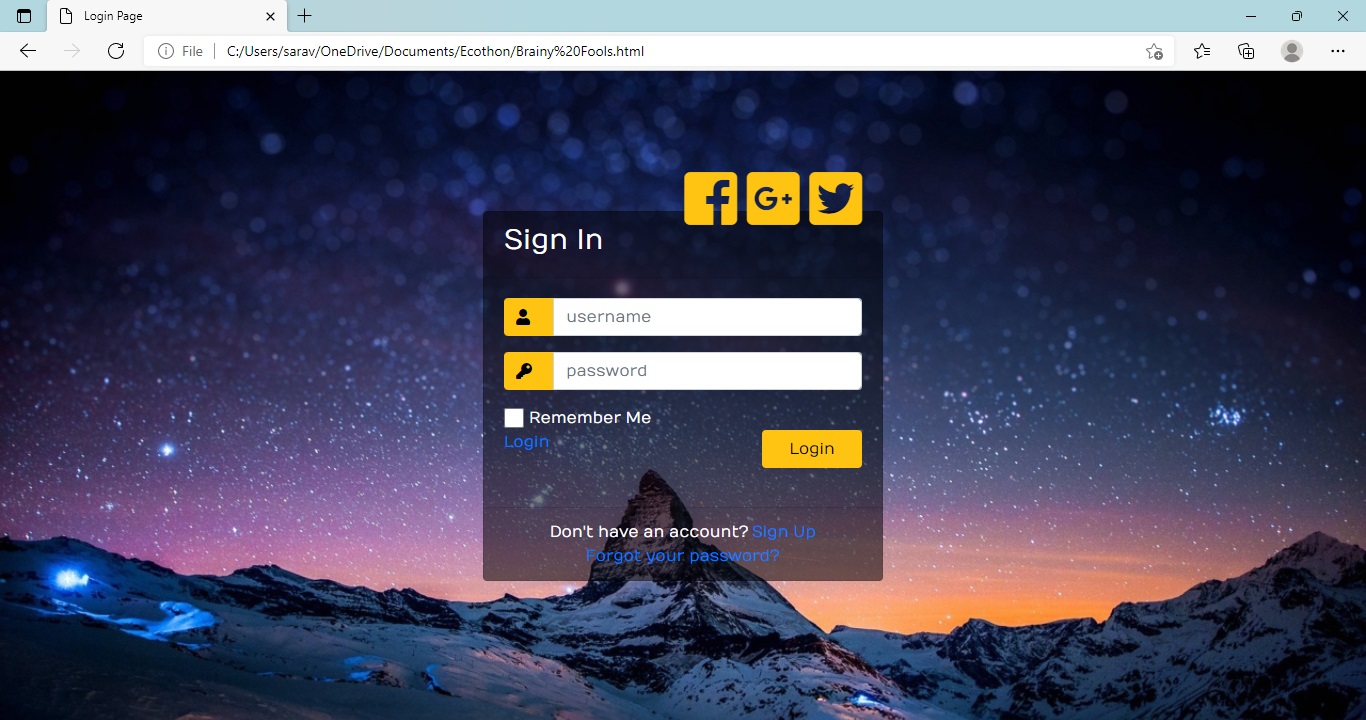 Login Page
File
C:/Users/sarav/OneDrive/Documents/Ecothon/Brainy%20Fools.html
Sign In
G+
username
password
Remember Me
Login
Login
Don't have an account? Sign Up
Forgot your password?